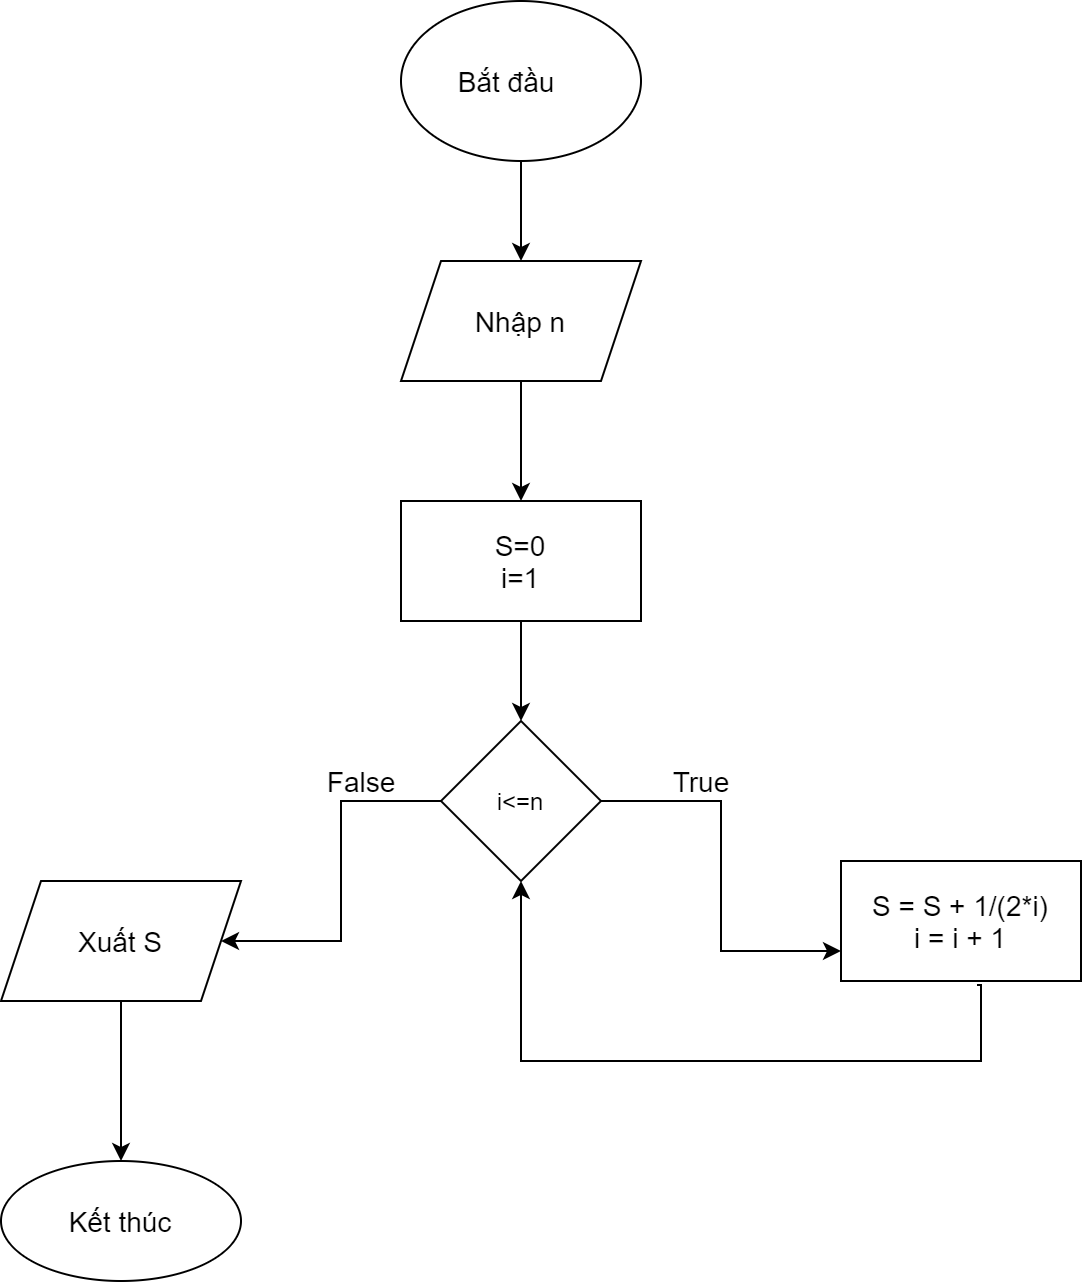 Bắt đầu
Nhập n
S=0
i=1
False
True
i<=n
S = S + 1/(2*i)
i = i + 1
Xuất S
Kết thúc